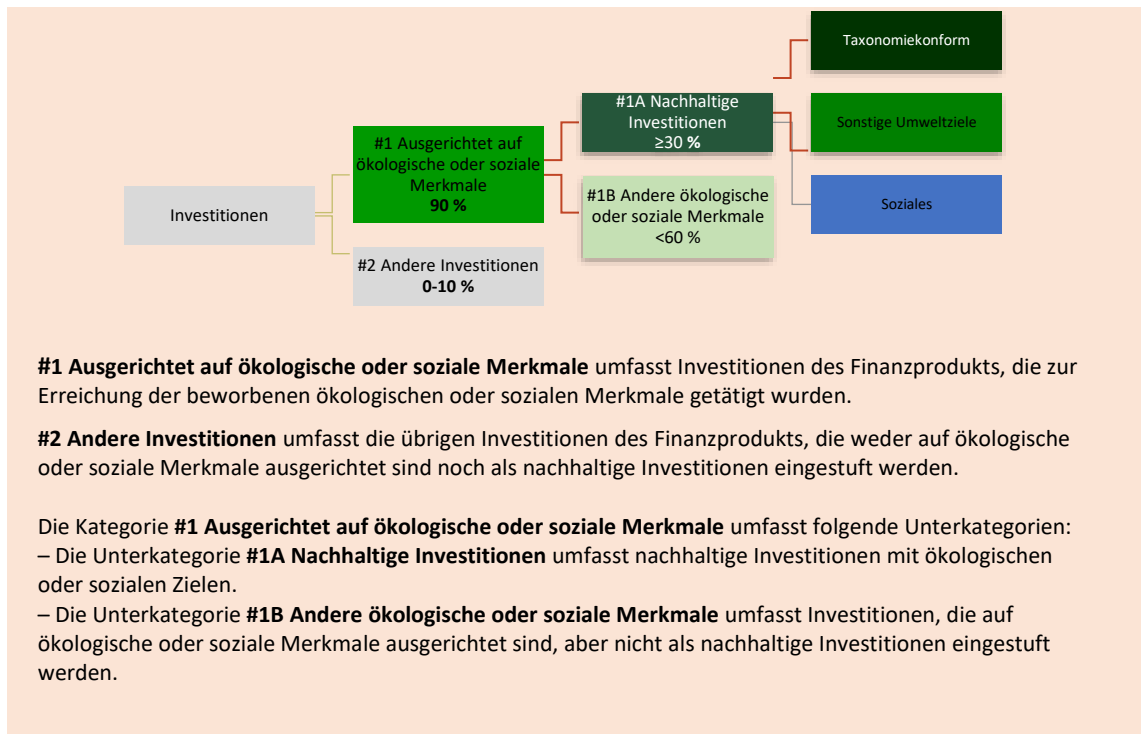 Taxonomiekonform
#1A Nachhaltige
Investitionen
≥30 %
Sonstige Umweltziele
#1 Ausgerichtet auf
ökologische oder soziale
Merkmale
90 %
#1B Andere ökologische
oder soziale Merkmale
<60 %
Soziales
Investitionen
#2 Andere Investitionen
0-10 %
#1 Ausgerichtet auf ökologische oder soziale Merkmale umfasst Investitionen des Finanzprodukts, die zur
Erreichung der beworbenen ökologischen oder sozialen Merkmale getätigt wurden.
#2 Andere Investitionen umfasst die übrigen Investitionen des Finanzprodukts, die weder auf ökologische
oder soziale Merkmale ausgerichtet sind noch als nachhaltige Investitionen eingestuft werden.
Die Kategorie #1 Ausgerichtet auf ökologische oder soziale Merkmale umfasst folgende Unterkategorien:
– Die Unterkategorie #1A Nachhaltige Investitionen umfasst nachhaltige Investitionen mit ökologischen
oder sozialen Zielen.
– Die Unterkategorie #1B Andere ökologische oder soziale Merkmale umfasst Investitionen, die auf
ökologische oder soziale Merkmale ausgerichtet sind, aber nicht als nachhaltige Investitionen eingestuft
werden.